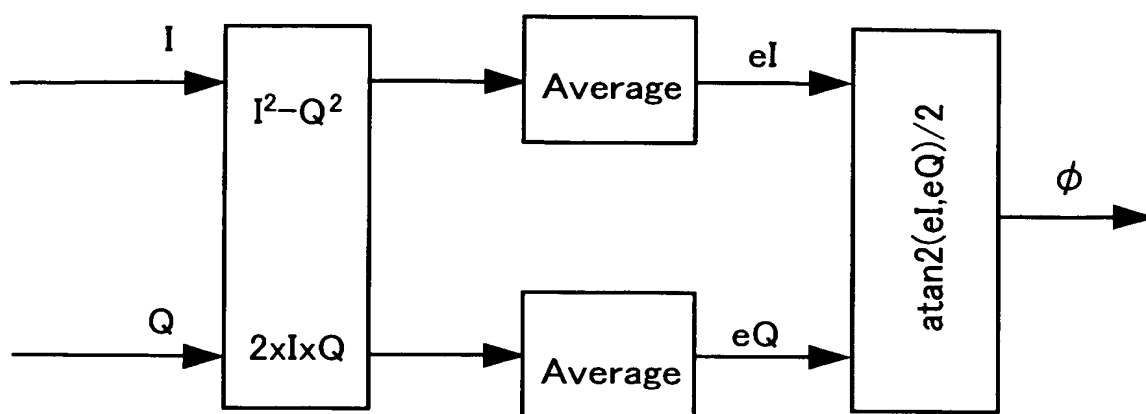 I
I²−Q²
Average
eI
atan2(eI,eQ)/2
ϕ
Q
2xIxQ
Average
eQ